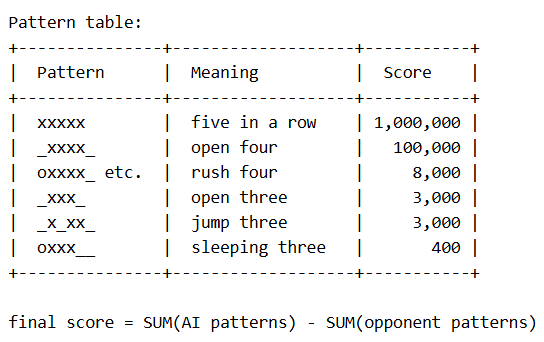 Pattern table:
+---------------+------------------+-----------+
|  Pattern      |  Meaning         |  Score    |
+---------------+------------------+-----------+
|  xxxxx        |  five in a row   | 1,000,000 |
|  _xxxx_       |  open four       |   100,000 |
|  oxxxx_ etc.  |  rush four       |     8,000 |
|  _xxx_        |  open three      |     3,000 |
|  _x_xx_       |  jump three      |     3,000 |
|  oxxx__       |  sleeping three  |       400 |
+---------------+------------------+-----------+
final score = SUM(AI patterns) - SUM(opponent patterns)